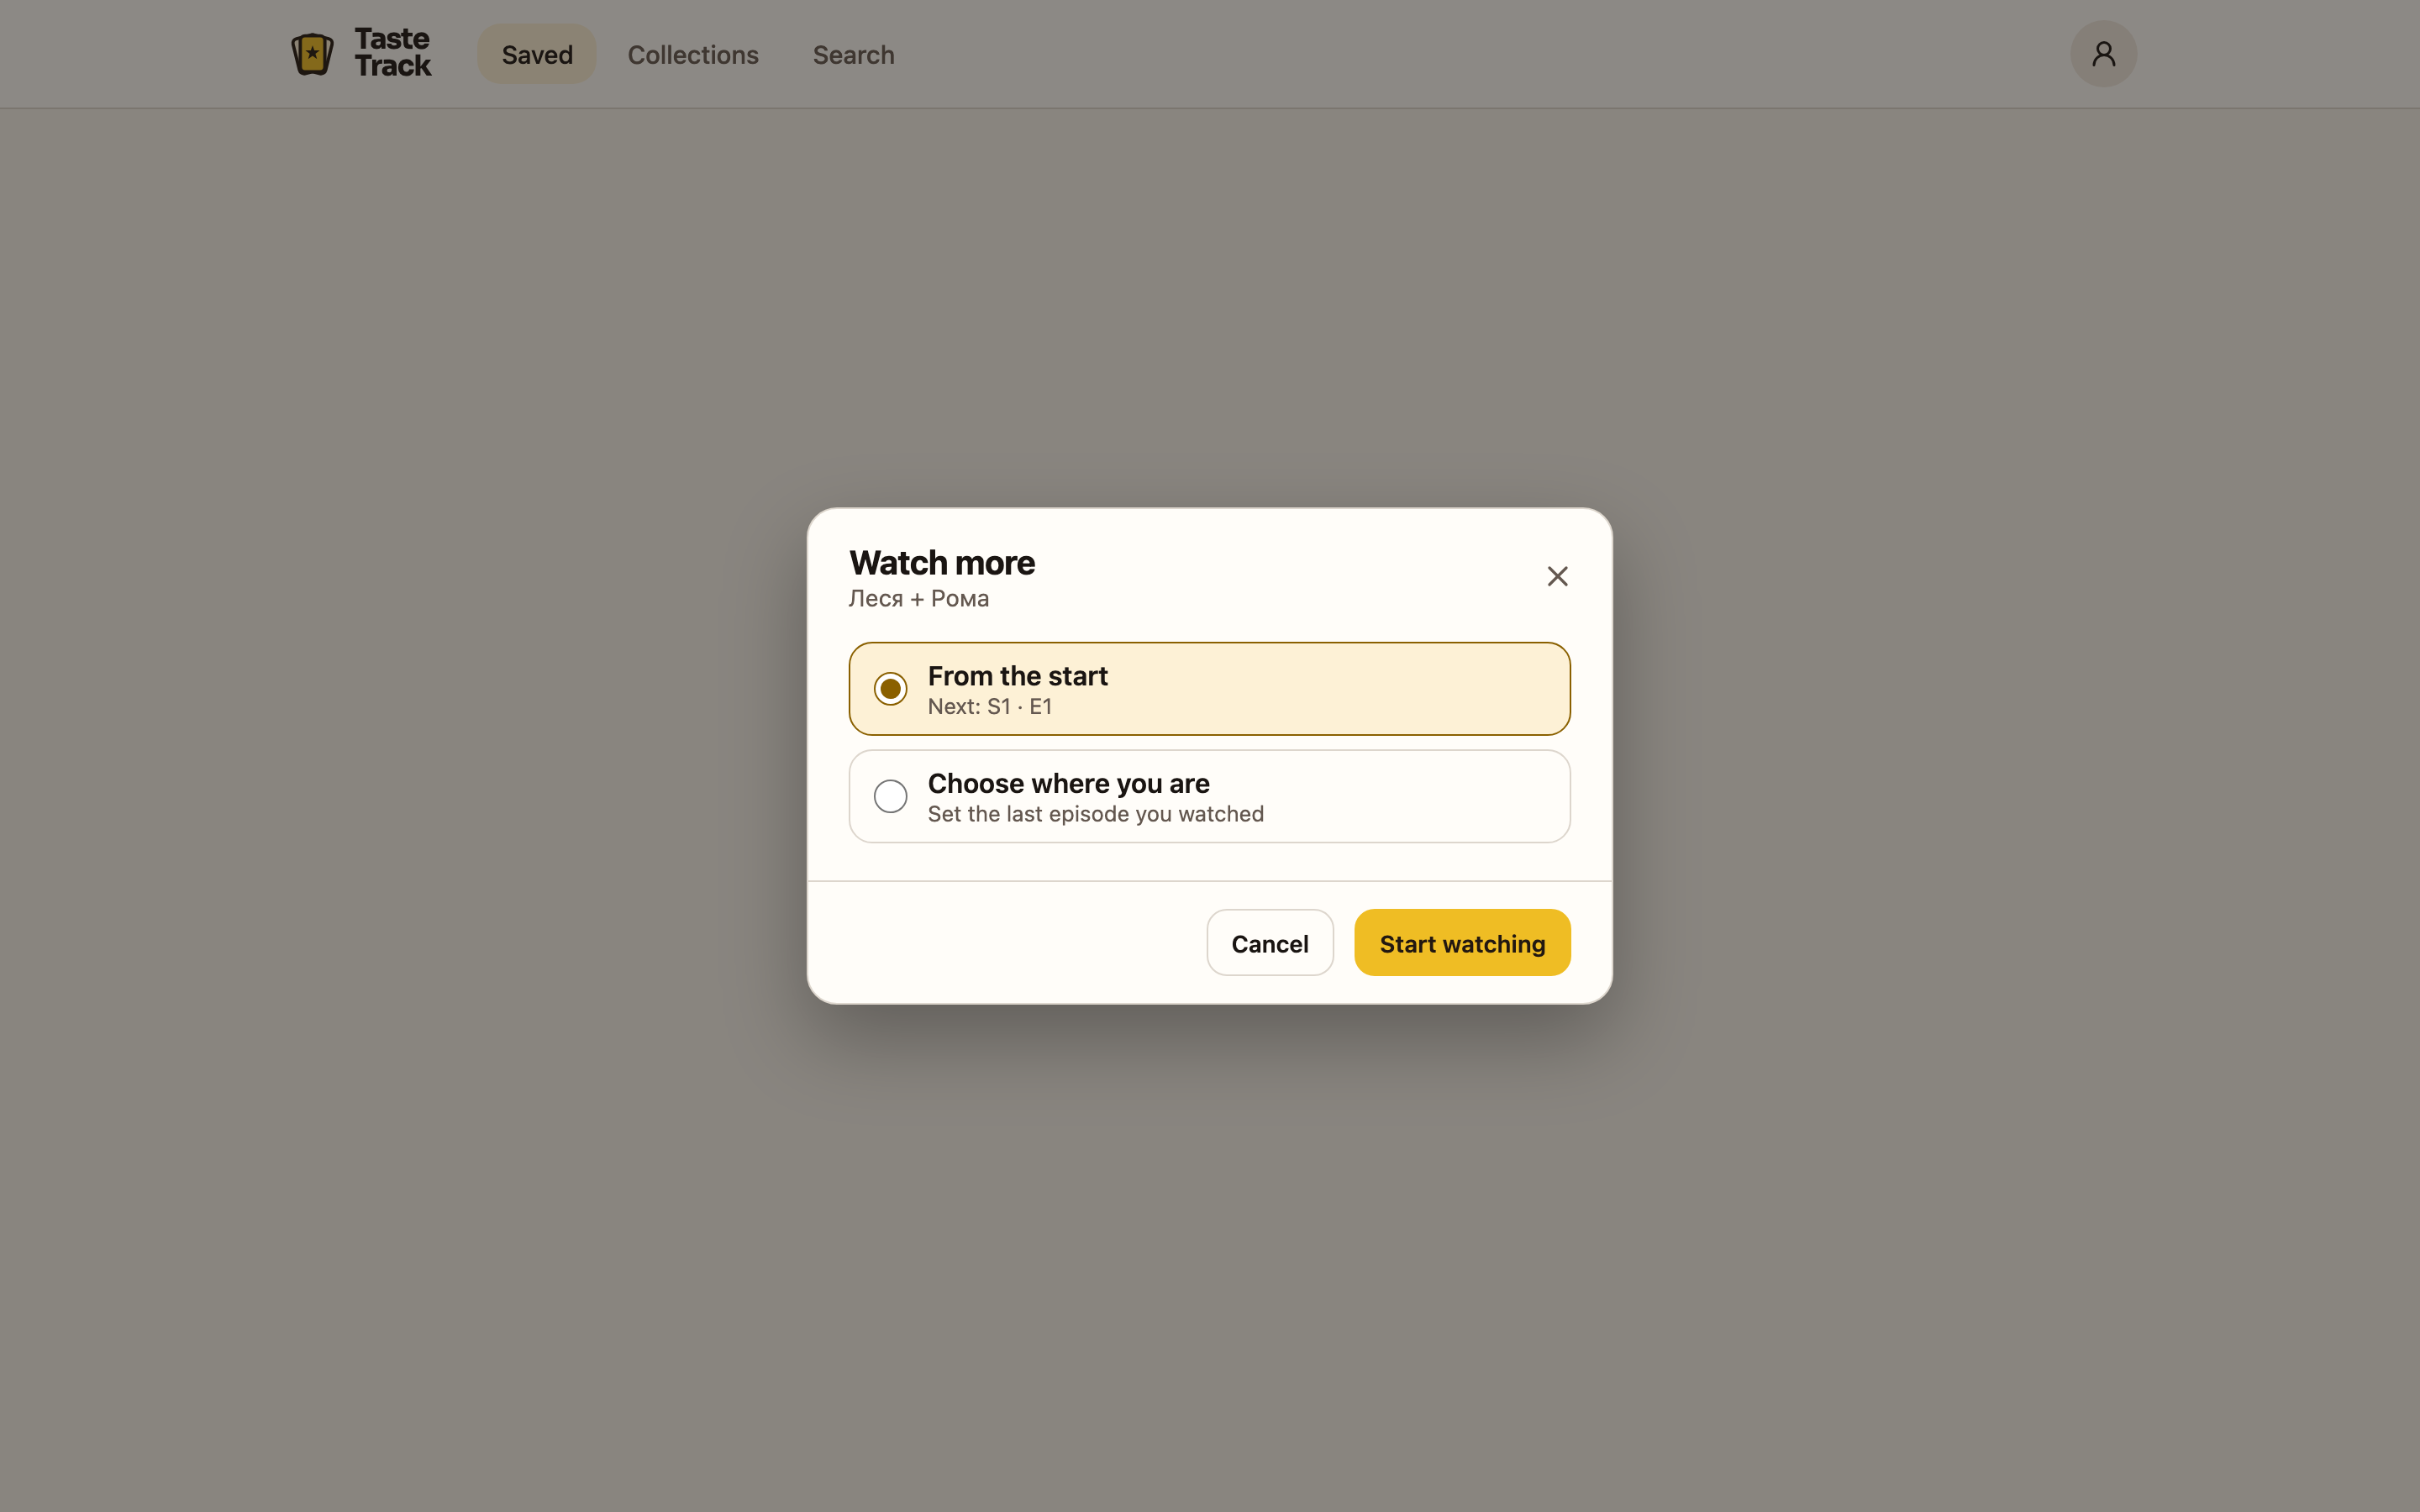 Taste
Track
Saved
Collections
Search
Watch more
Леся + Рома
From the start
Next: S1 · E1
Choose where you are
Set the last episode you watched
Cancel
Start watching